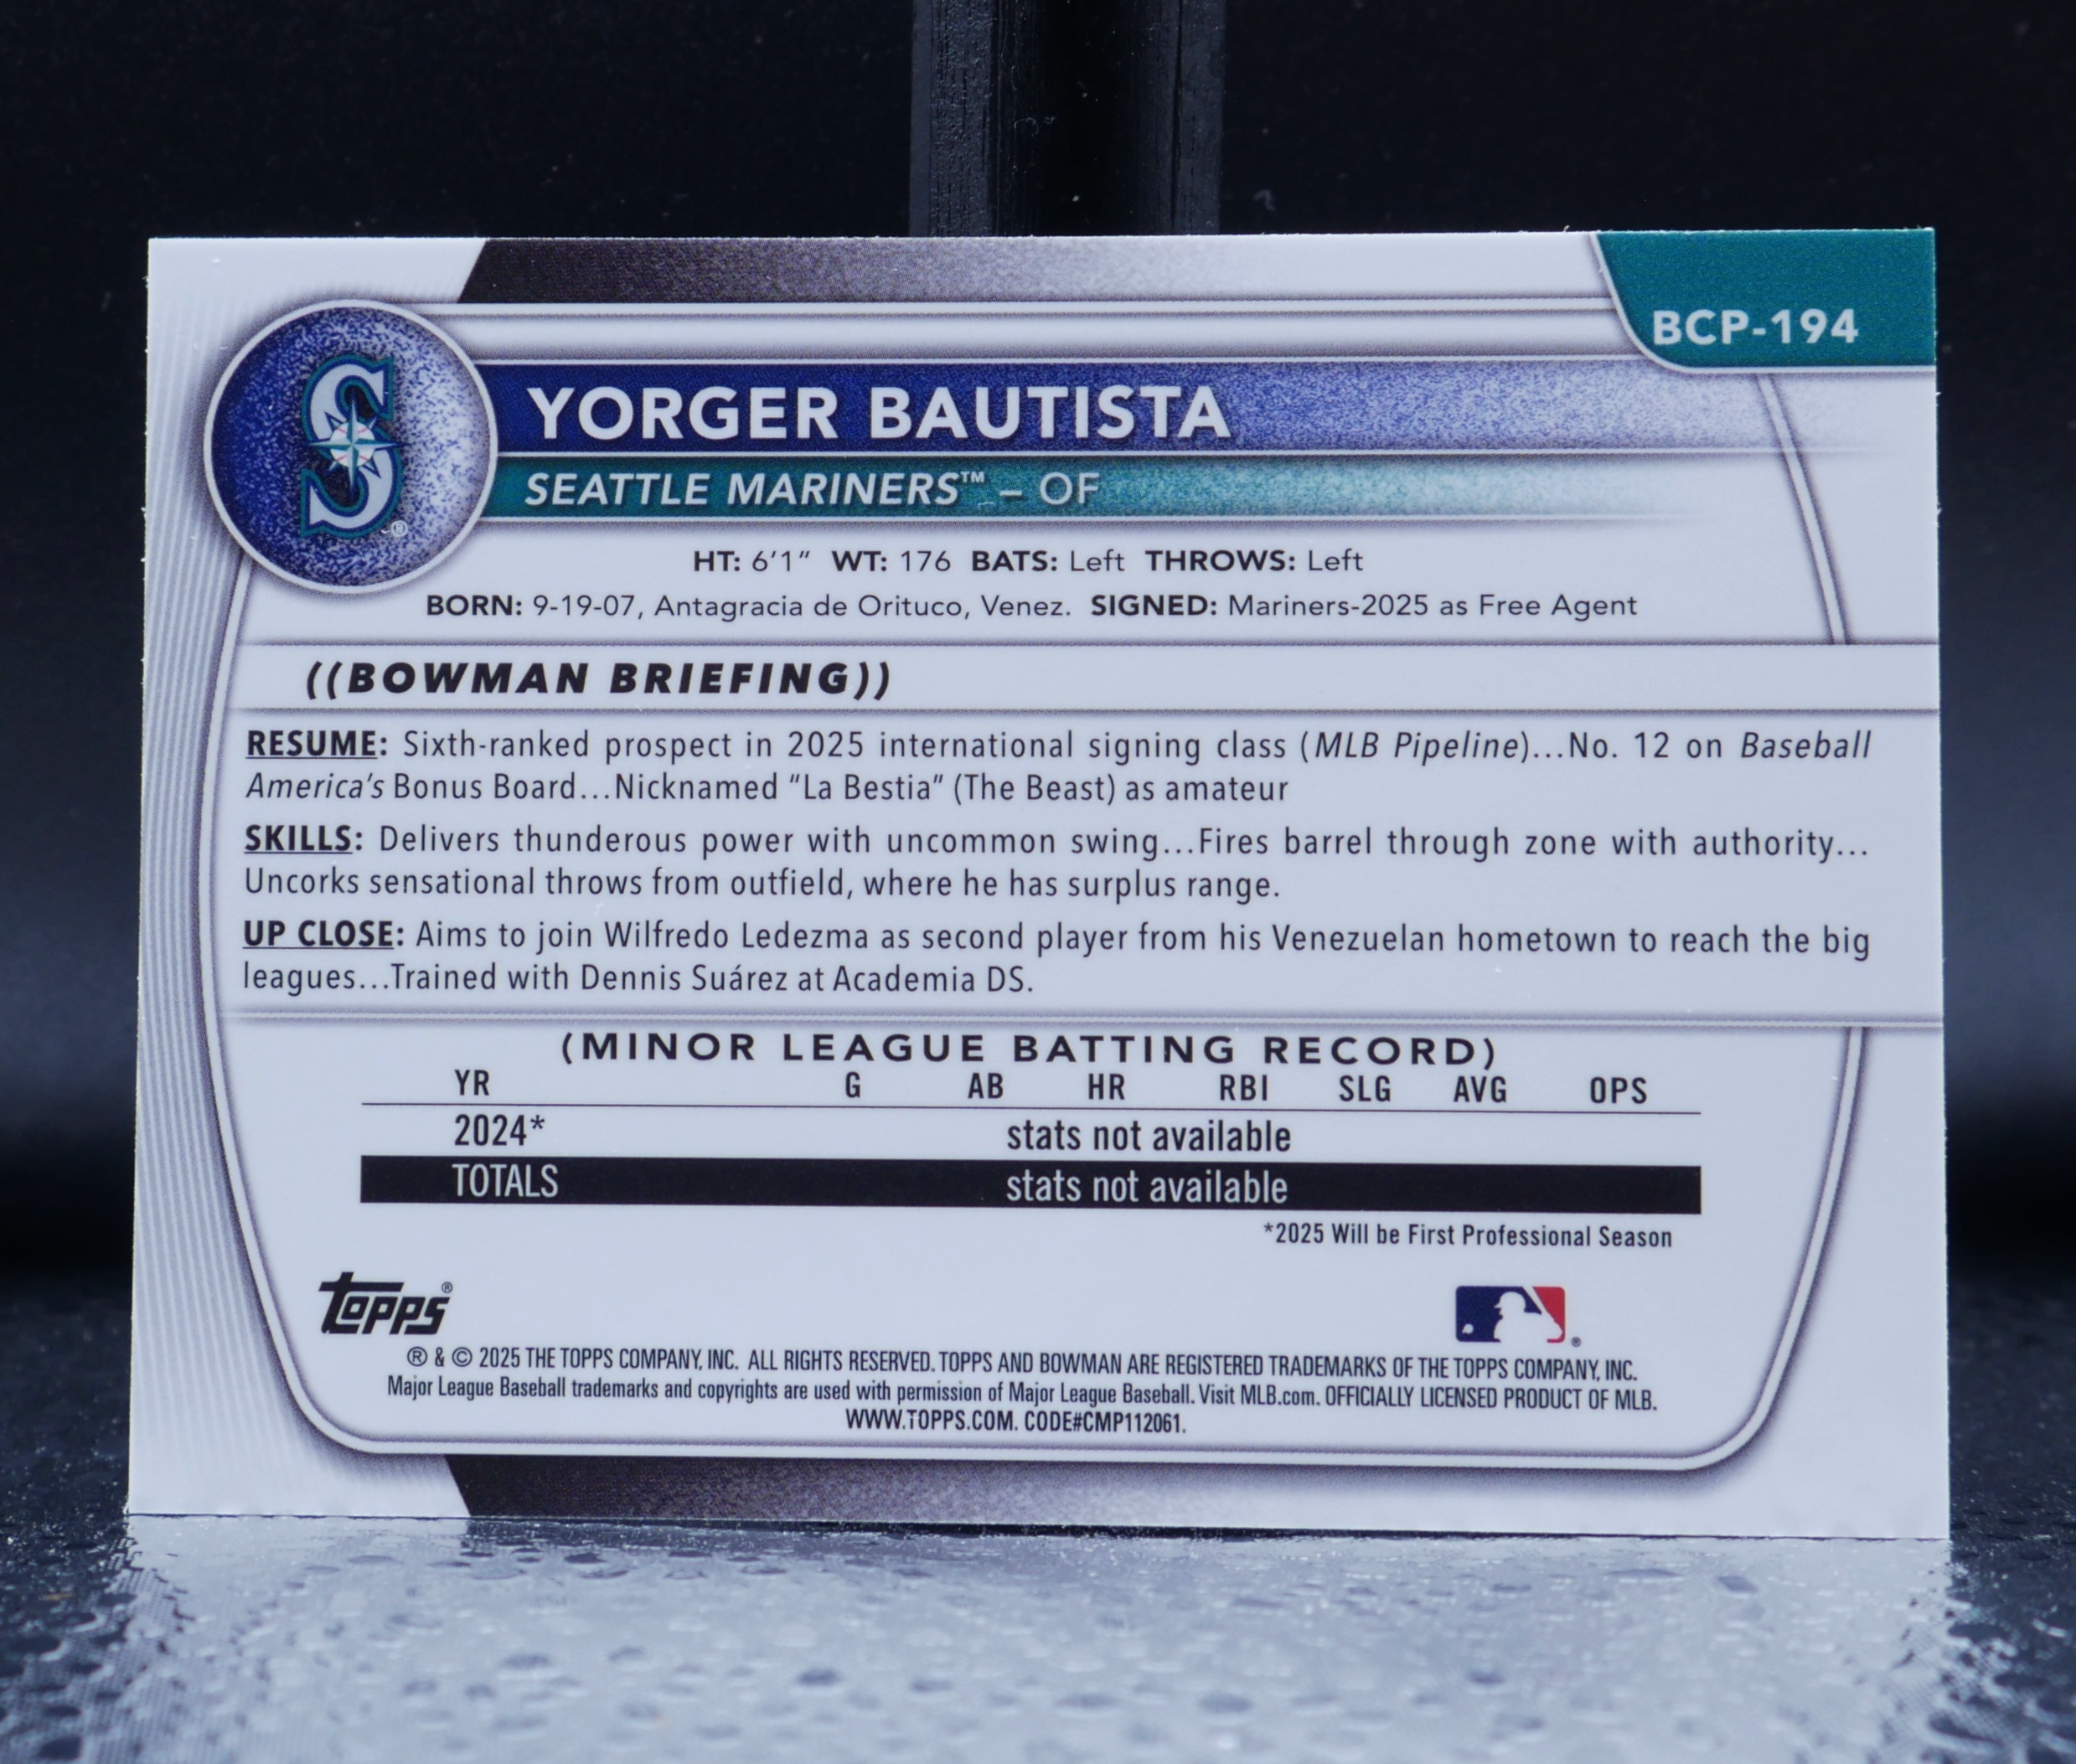 BCP-194
YORGER BAUTISTA
SEATTLE MARINERS™ – OF
S®
HT: 6'1" WT: 176 BATS: Left THROWS: Left
BORN: 9-19-07, Antagracia de Orituco, Venez. SIGNED: Mariners-2025 as Free Agent
((BOWMAN BRIEFING))
RESUME: Sixth-ranked prospect in 2025 international signing class (MLB Pipeline)...No. 12 on Baseball
America's Bonus Board...Nicknamed "La Bestia" (The Beast) as amateur
SKILLS: Delivers thunderous power with uncommon swing...Fires barrel through zone with authority...
Uncorks sensational throws from outfield, where he has surplus range.
UP CLOSE: Aims to join Wilfredo Ledezma as second player from his Venezuelan hometown to reach the big
leagues...Trained with Dennis Suárez at Academia DS.
(MINOR LEAGUE BATTING RECORD)
YR G AB HR RBI SLG AVG OPS
2024* stats not available
TOTALS stats not available
*2025 Will be First Professional Season
Topps®
® & © 2025 THE TOPPS COMPANY, INC. ALL RIGHTS RESERVED. TOPPS AND BOWMAN ARE REGISTERED TRADEMARKS OF THE TOPPS COMPANY, INC.
Major League Baseball trademarks and copyrights are used with permission of Major League Baseball. Visit MLB.com. OFFICIALLY LICENSED PRODUCT OF MLB.
WWW.TOPPS.COM. CODE#CMP112061.